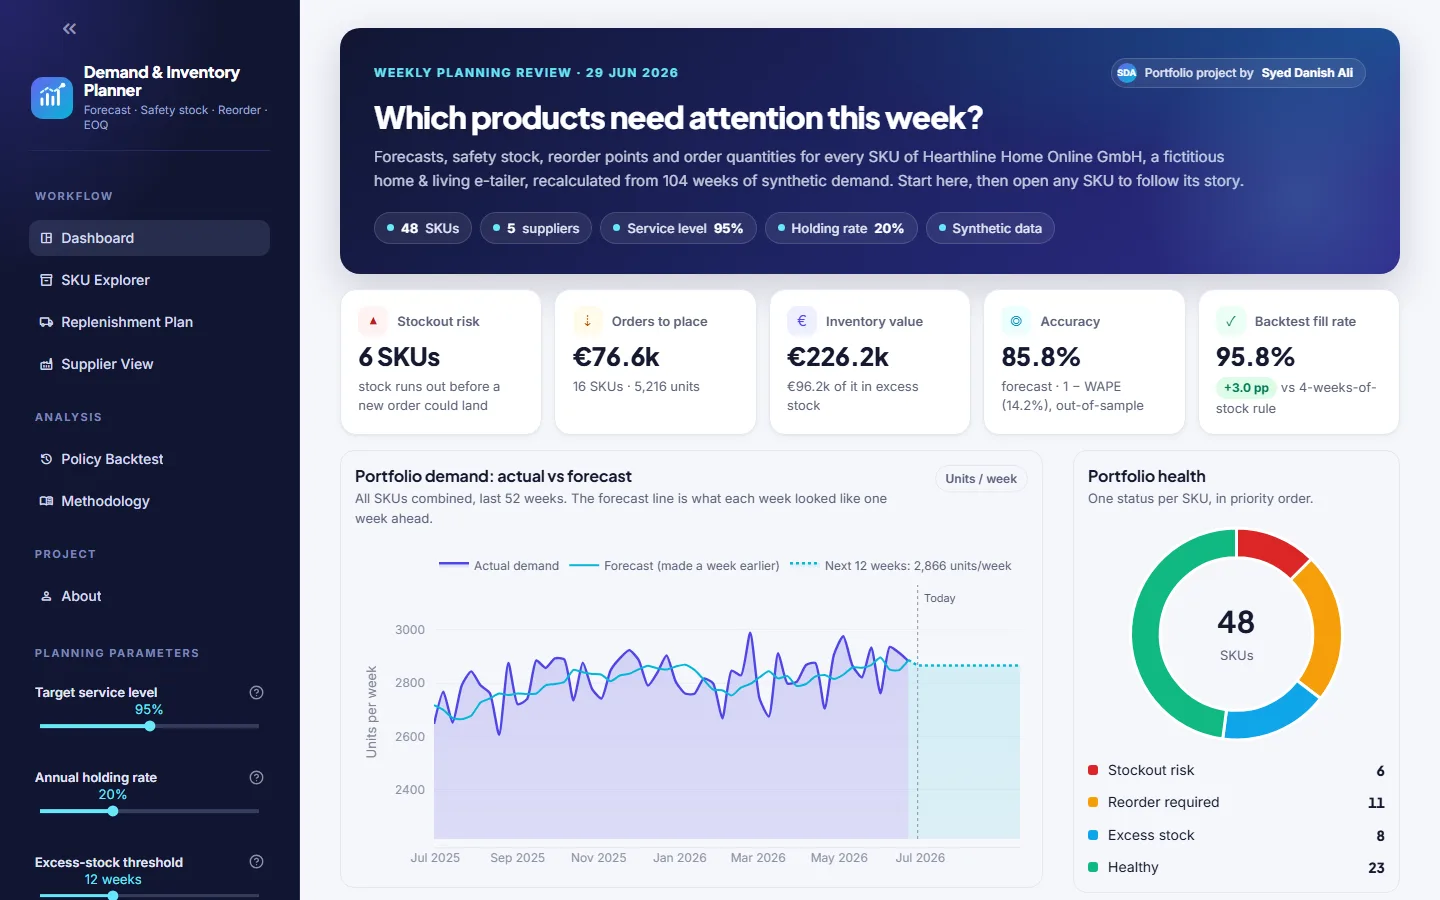 Demand & Inventory
Planner
Forecast · Safety stock · Reorder ·
EOQ
WORKFLOW
Dashboard
SKU Explorer
Replenishment Plan
Supplier View
ANALYSIS
Policy Backtest
Methodology
PROJECT
About
PLANNING PARAMETERS
Target service level
95%
Annual holding rate
20%
Excess-stock threshold
12 weeks
WEEKLY PLANNING REVIEW · 29 JUN 2026
SDA Portfolio project by Syed Danish Ali
Which products need attention this week?
Forecasts, safety stock, reorder points and order quantities for every SKU of Hearthline Home Online GmbH, a fictitious
home & living e-tailer, recalculated from 104 weeks of synthetic demand. Start here, then open any SKU to follow its story.
48 SKUs
5 suppliers
Service level 95%
Holding rate 20%
Synthetic data
Stockout risk
6 SKUs
stock runs out before a
new order could land
Orders to place
€76.6k
16 SKUs · 5,216 units
€ Inventory value
€226.2k
€96.2k of it in excess
stock
Accuracy
85.8%
forecast · 1 − WAPE
(14.2%), out-of-sample
✓ Backtest fill rate
95.8%
+3.0 pp vs 4-weeks-of-
stock rule
Portfolio demand: actual vs forecast
Units / week
All SKUs combined, last 52 weeks. The forecast line is what each week looked like one
week ahead.
Actual demand
Forecast (made a week earlier)
Next 12 weeks: 2,866 units/week
Today
Units per week
3000
2800
2600
2400
Jul 2025
Sep 2025
Nov 2025
Jan 2026
Mar 2026
May 2026
Jul 2026
Portfolio health
One status per SKU, in priority order.
48
SKUs
Stockout risk 6
Reorder required 11
Excess stock 8
Healthy 23